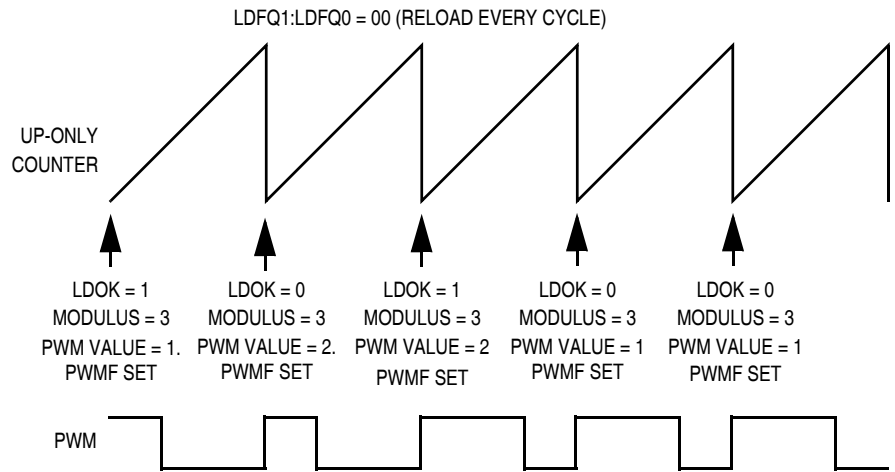 LDFQ1:LDFQ0 = 00 (RELOAD EVERY CYCLE)
UP-ONLY
COUNTER
LDOK = 1
MODULUS = 3
PWM VALUE = 1.
PWMF SET
LDOK = 0
MODULUS = 3
PWM VALUE = 2.
PWMF SET
LDOK = 1
MODULUS = 3
PWM VALUE = 2
PWMF SET
LDOK = 0
MODULUS = 3
PWM VALUE = 1
PWMF SET
LDOK = 0
MODULUS = 3
PWM VALUE = 1
PWMF SET
PWM